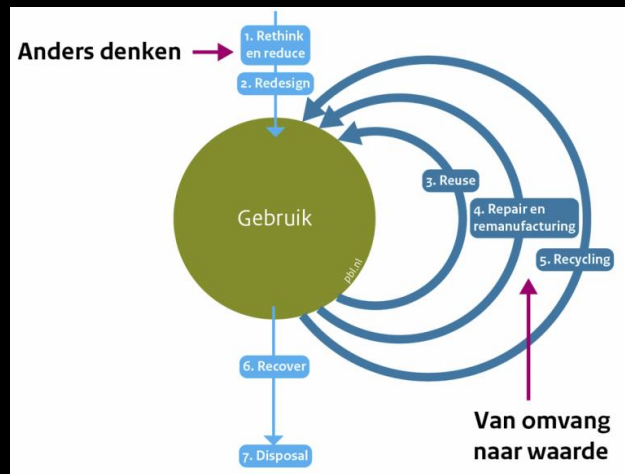 Anders denken
1. Rethink
en reduce
2. Redesign
Gebruik
pbl.nl
3. Reuse
4. Repair en
remanufacturing
5. Recycling
6. Recover
7. Disposal
Van omvang
naar waarde